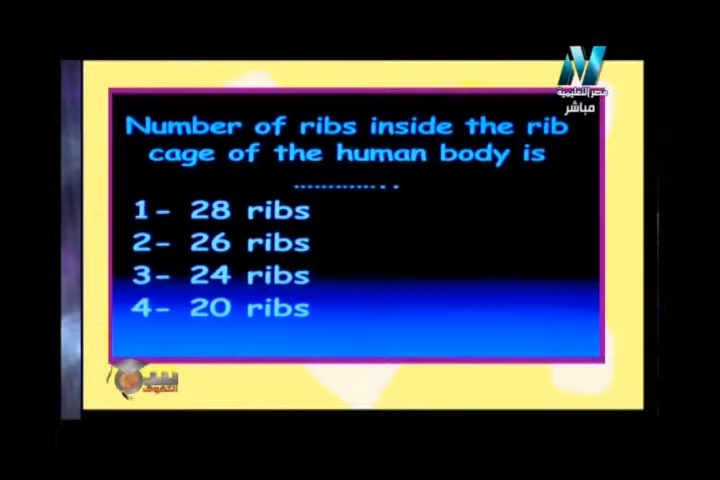 مصر التعليمية
مباشر
Number of ribs inside the rib
cage of the human body is
..............
1- 28 ribs
2- 26 ribs
3- 24 ribs
4- 20 ribs